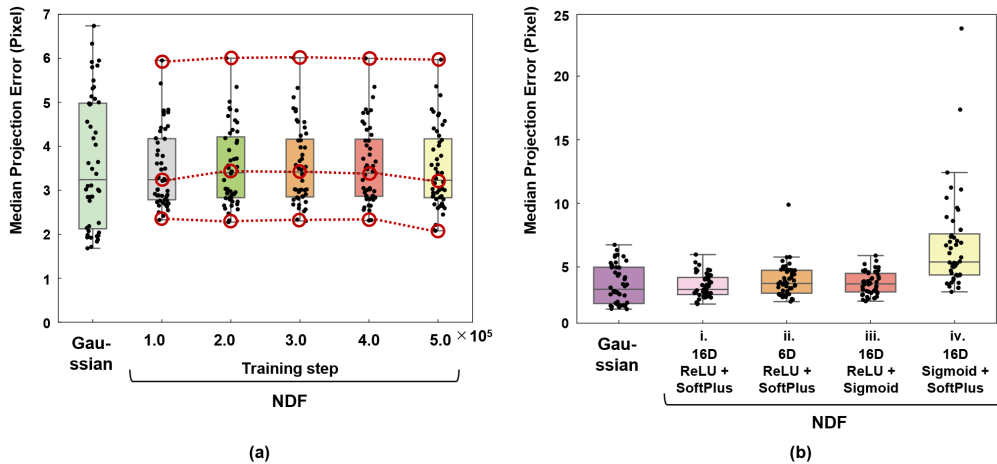 Median Projection Error (Pixel)
7
6
5
4
3
2
1
0
Gau-
ssian
1.0 2.0 3.0 4.0 5.0 ×10⁵
Training step
NDF
(a)
Median Projection Error (Pixel)
25
20
15
10
5
0
Gau-
ssian
i.
16D
ReLU +
SoftPlus
ii.
6D
ReLU +
SoftPlus
iii.
16D
ReLU +
Sigmoid
iv.
16D
Sigmoid +
SoftPlus
NDF
(b)